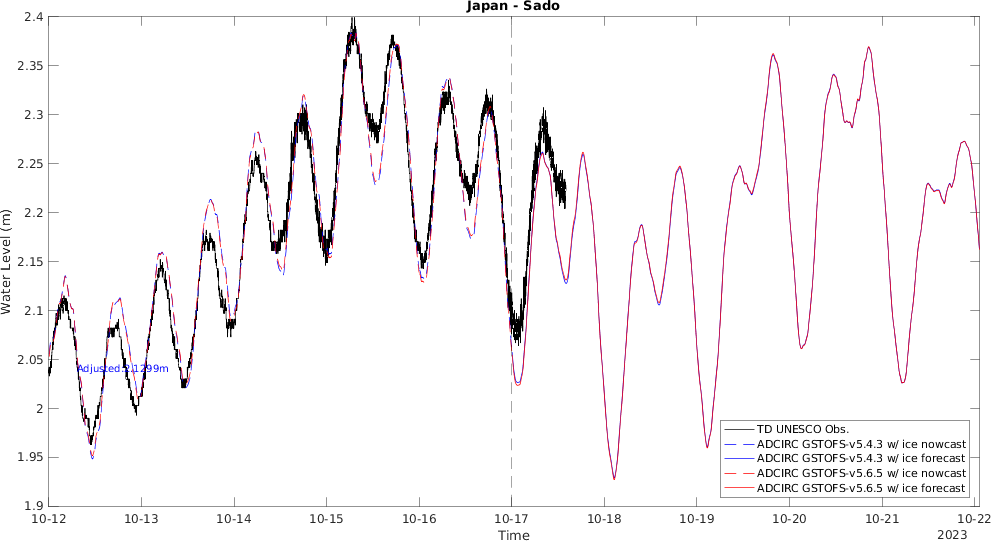 Japan - Sado
2.4
2.35
2.3
2.25
2.2
2.15
2.1
2.05
2
1.95
1.9
Water Level (m)
Adjusted:2.1299m
TD UNESCO Obs.
ADCIRC GSTOFS-v5.4.3 w/ ice nowcast
ADCIRC GSTOFS-v5.4.3 w/ ice forecast
ADCIRC GSTOFS-v5.6.5 w/ ice nowcast
ADCIRC GSTOFS-v5.6.5 w/ ice forecast
10-12 10-13 10-14 10-15 10-16 10-17 10-18 10-19 10-20 10-21 10-22
Time
2023